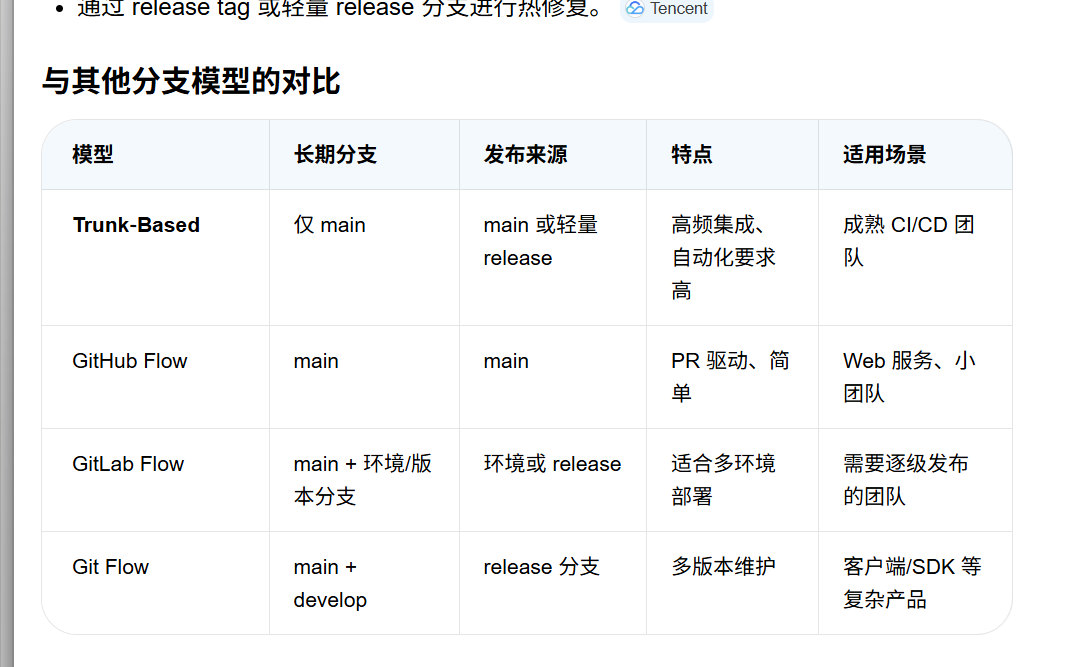 通过 release tag 或轻量 release 分支进行热修复。 Tencent
与其他分支模型的对比
模型 长期分支 发布来源 特点 适用场景
Trunk-Based 仅 main main 或轻量 高频集成、 成熟 CI/CD 团
release 自动化要求 队
高
GitHub Flow main main PR 驱动、简 Web 服务、小
单 团队
GitLab Flow main + 环境/版 环境或 release 适合多环境 需要逐级发布
本分支 部署 的团队
Git Flow main + release 分支 多版本维护 客户端/SDK 等
develop 复杂产品